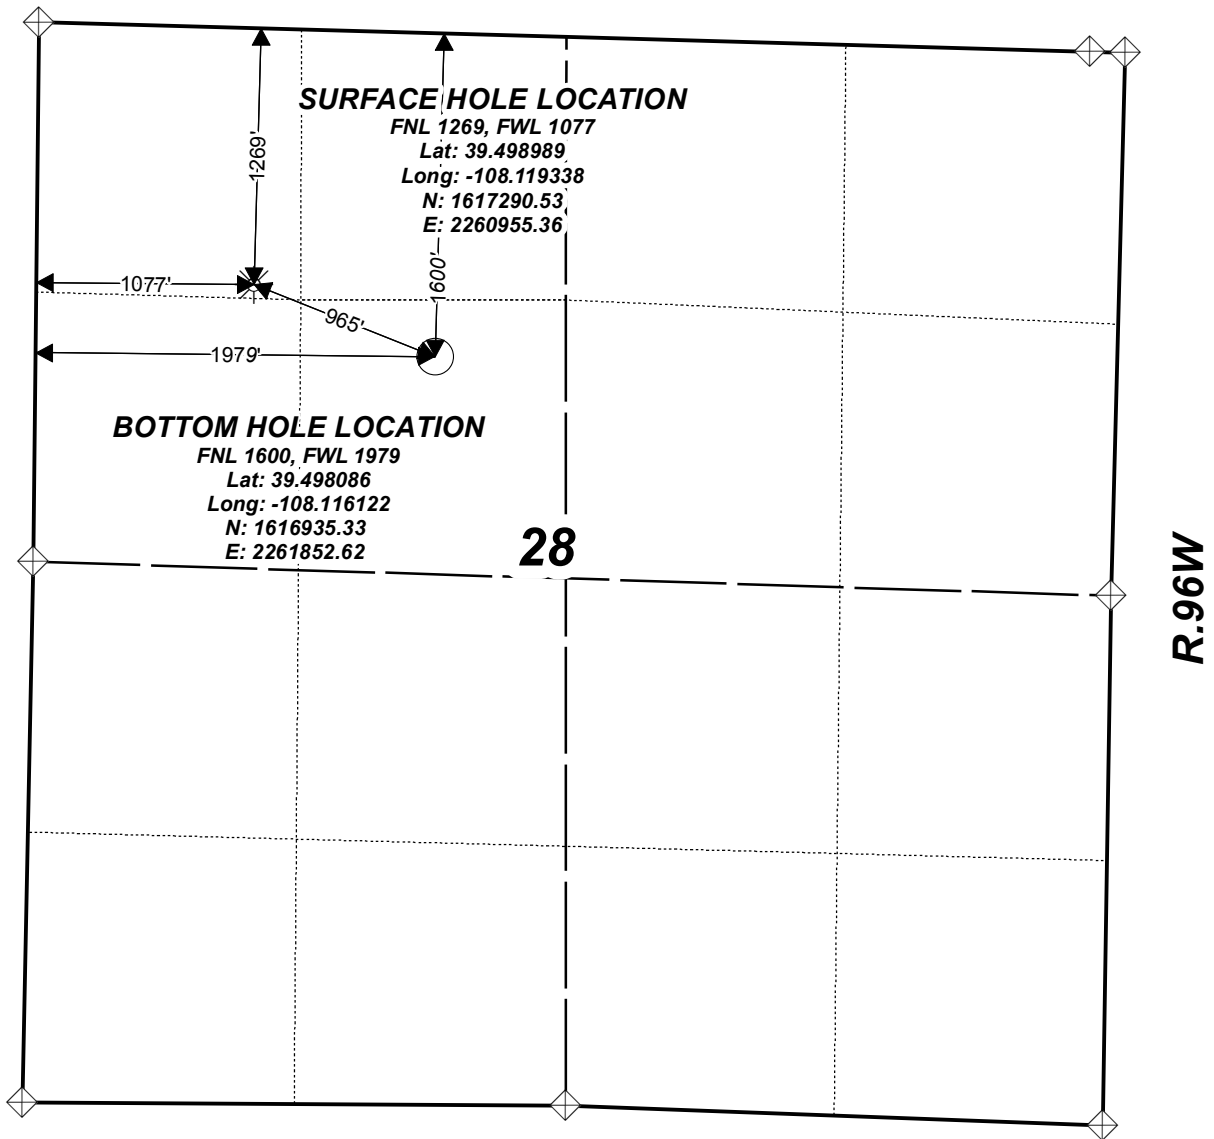 SURFACE HOLE LOCATION
FNL 1269, FWL 1077
Lat: 39.498989
Long: -108.119338
N: 1617290.53
E: 2260955.36
1269'
1600'
1077'
965'
1979'
BOTTOM HOLE LOCATION
FNL 1600, FWL 1979
Lat: 39.498086
Long: -108.116122
N: 1616935.33
E: 2261852.62
28
R.96W